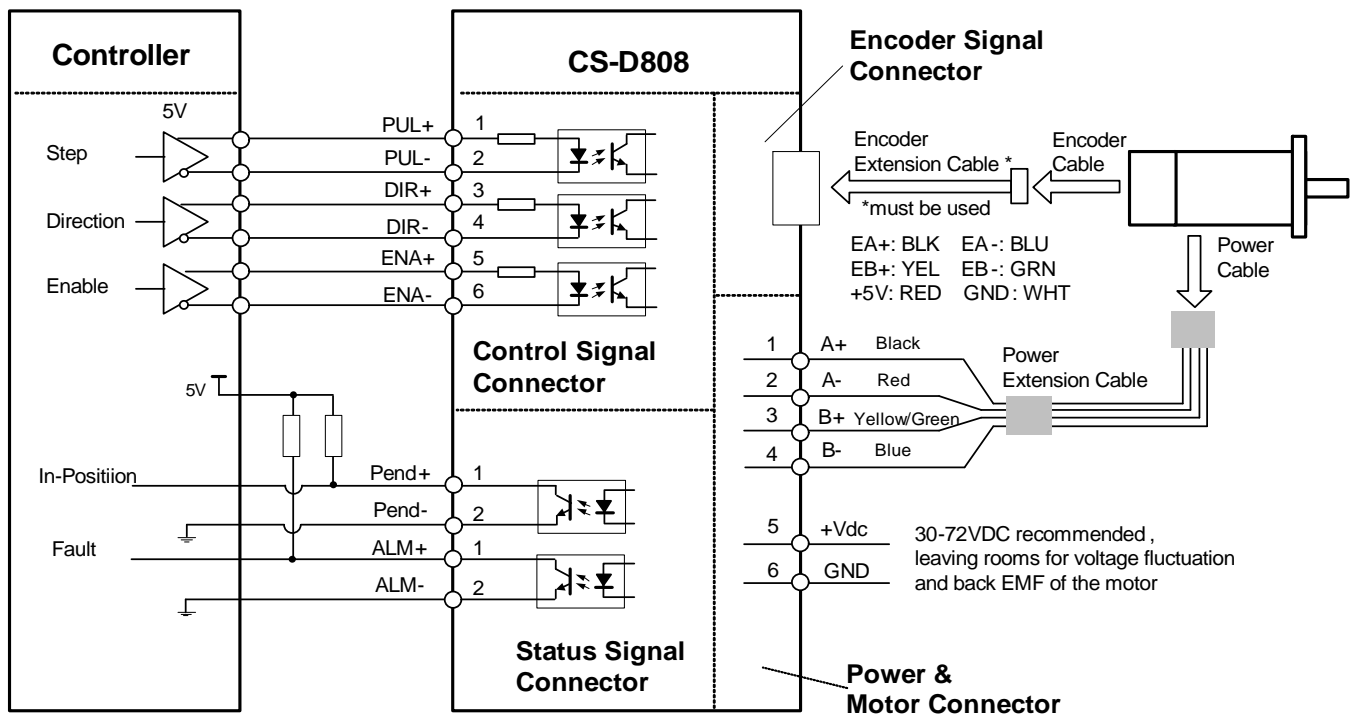 Controller
5V
Step
Direction
Enable
5V
In-Positiion
Fault
PUL+
PUL-
DIR+
DIR-
ENA+
ENA-
Pend+
Pend-
ALM+
ALM-
CS-D808
1
2
3
4
5
6
Control Signal
Connector
1
2
1
2
Status Signal
Connector
Encoder Signal
Connector
Encoder
Extension Cable *
*must be used
Encoder
Cable
EA+: BLK EA-: BLU
EB+: YEL EB-: GRN
+5V: RED GND: WHT
Power
Cable
1 A+ Black
2 A- Red
3 B+ Yellow/Green
4 B- Blue
Power
Extension Cable
5 +Vdc
6 GND
30-72VDC recommended ,
leaving rooms for voltage fluctuation
and back EMF of the motor
Power &
Motor Connector